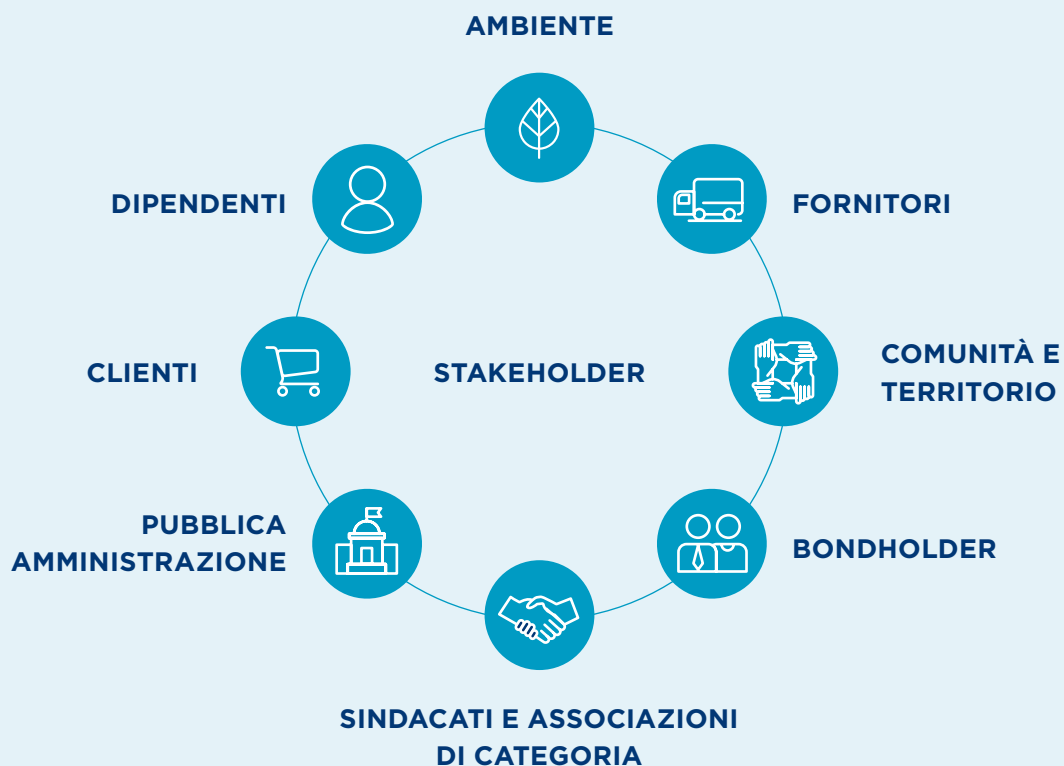 AMBIENTE
DIPENDENTI
FORNITORI
CLIENTI
STAKEHOLDER
COMUNITÀ E
TERRITORIO
PUBBLICA
AMMINISTRAZIONE
BONDHOLDER
SINDACATI E ASSOCIAZIONI
DI CATEGORIA